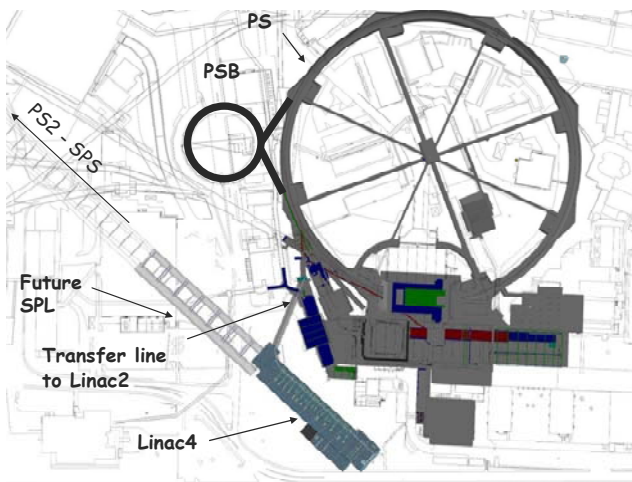 PS
PSB
PS2 - SPS
Future
SPL
Transfer line
to Linac2
Linac4